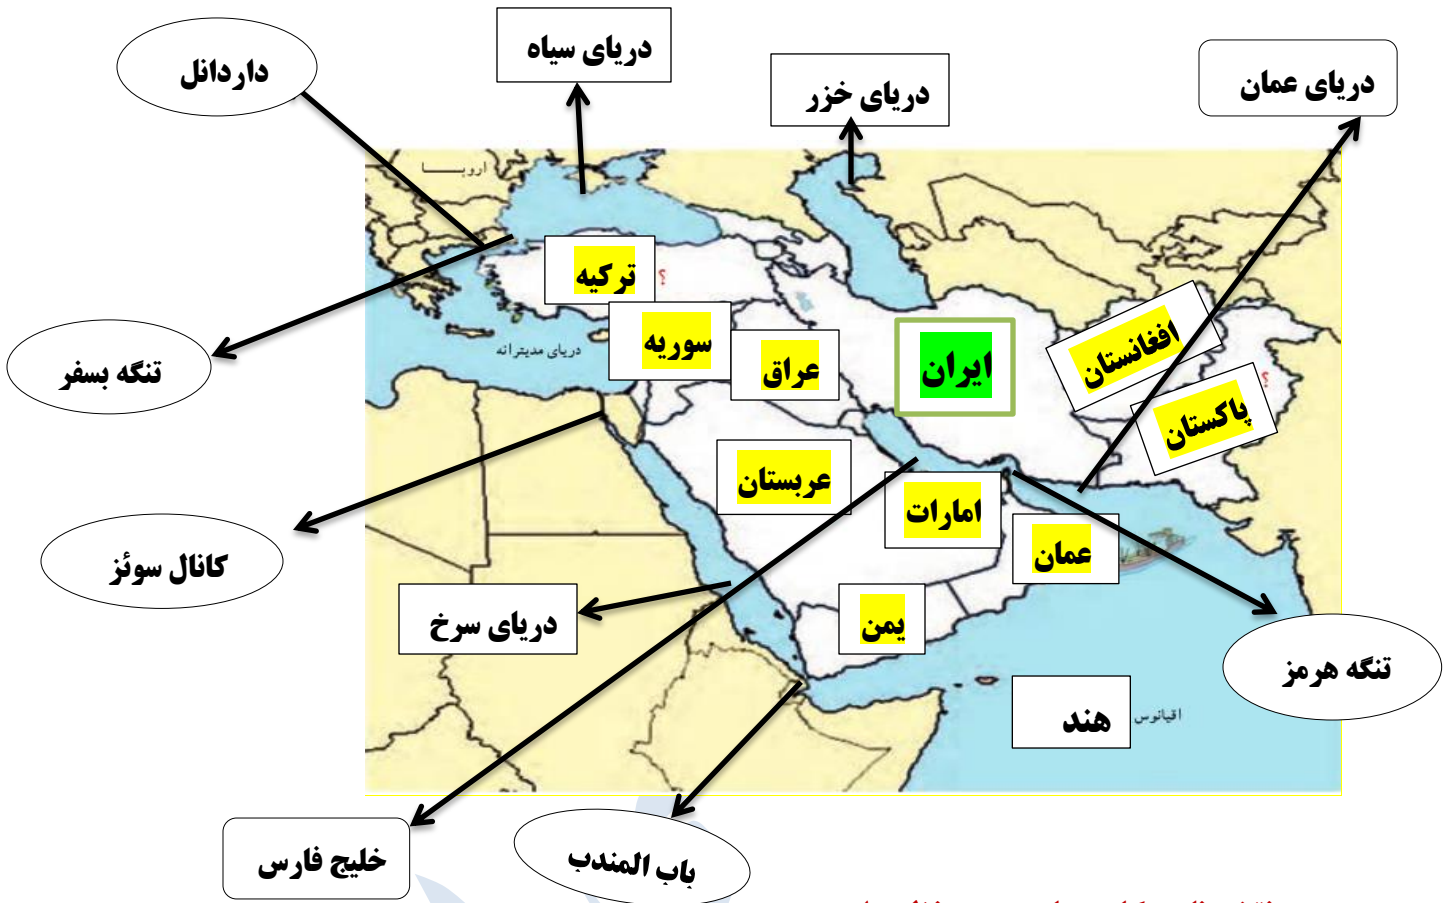 دریای سیاه
داردانل
دریای خزر
دریای عمان
اروپا
ترکیه
؟
سوریه
دریای مدیترانه
عراق
ایران
افغانستان
پاکستان
؟
تنگه بسفر
عربستان
امارات
عمان
کانال سوئز
دریای سرخ
یمن
تنگه هرمز
اقیانوس هند
خلیج فارس
باب المندب